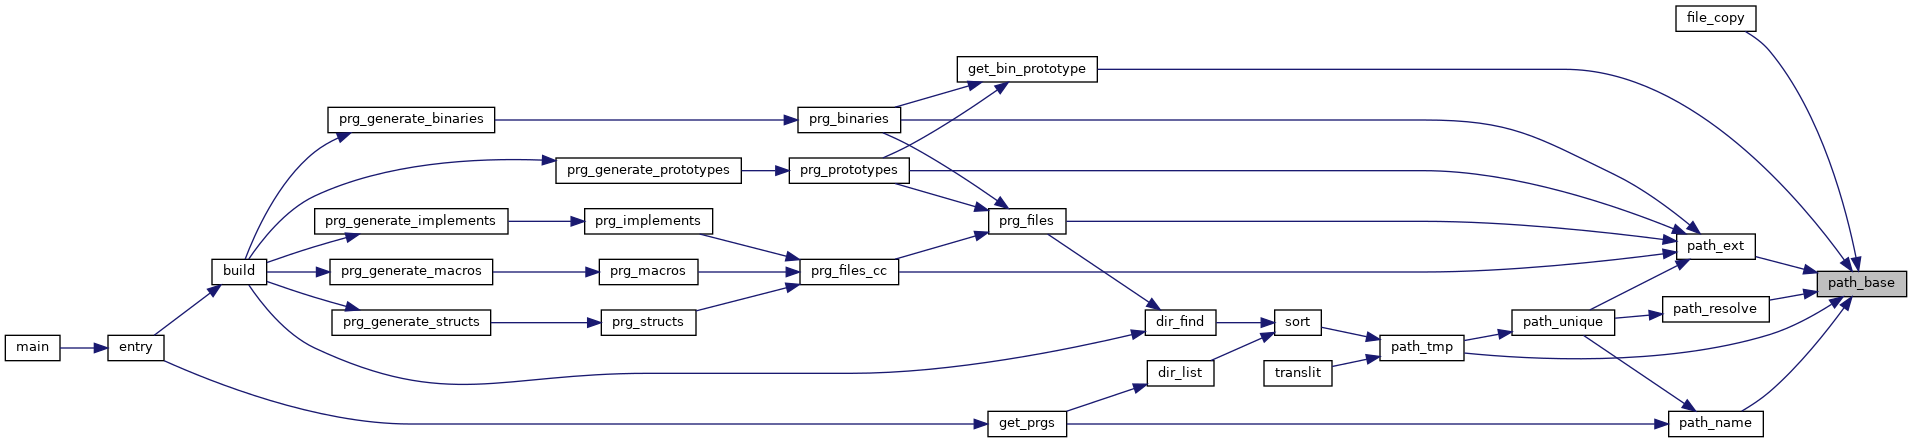 file_copy
get_bin_prototype
prg_generate_binaries
prg_binaries
prg_generate_prototypes
prg_prototypes
prg_generate_implements
prg_implements
prg_files
path_ext
build
prg_generate_macros
prg_macros
prg_files_cc
path_base
path_resolve
prg_generate_structs
prg_structs
dir_find
sort
path_unique
main
entry
path_tmp
dir_list
translit
get_prgs
path_name